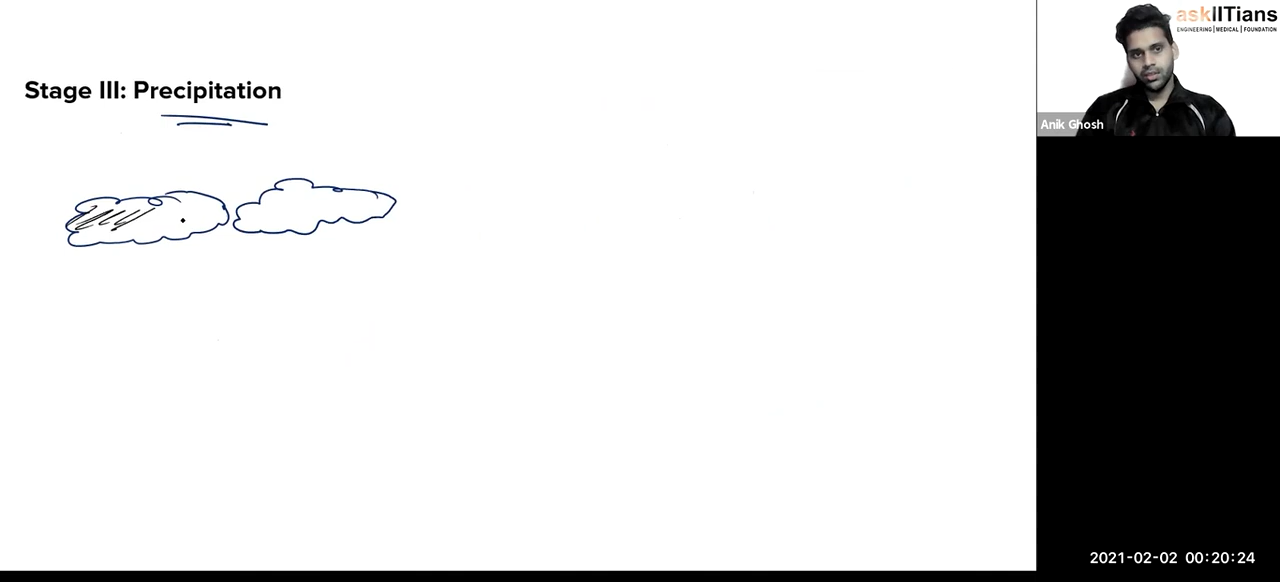 Stage III: Precipitation
askIITians
ENGINEERING | MEDICAL | FOUNDATION
Anik Ghosh
2021-02-02 00:20:24